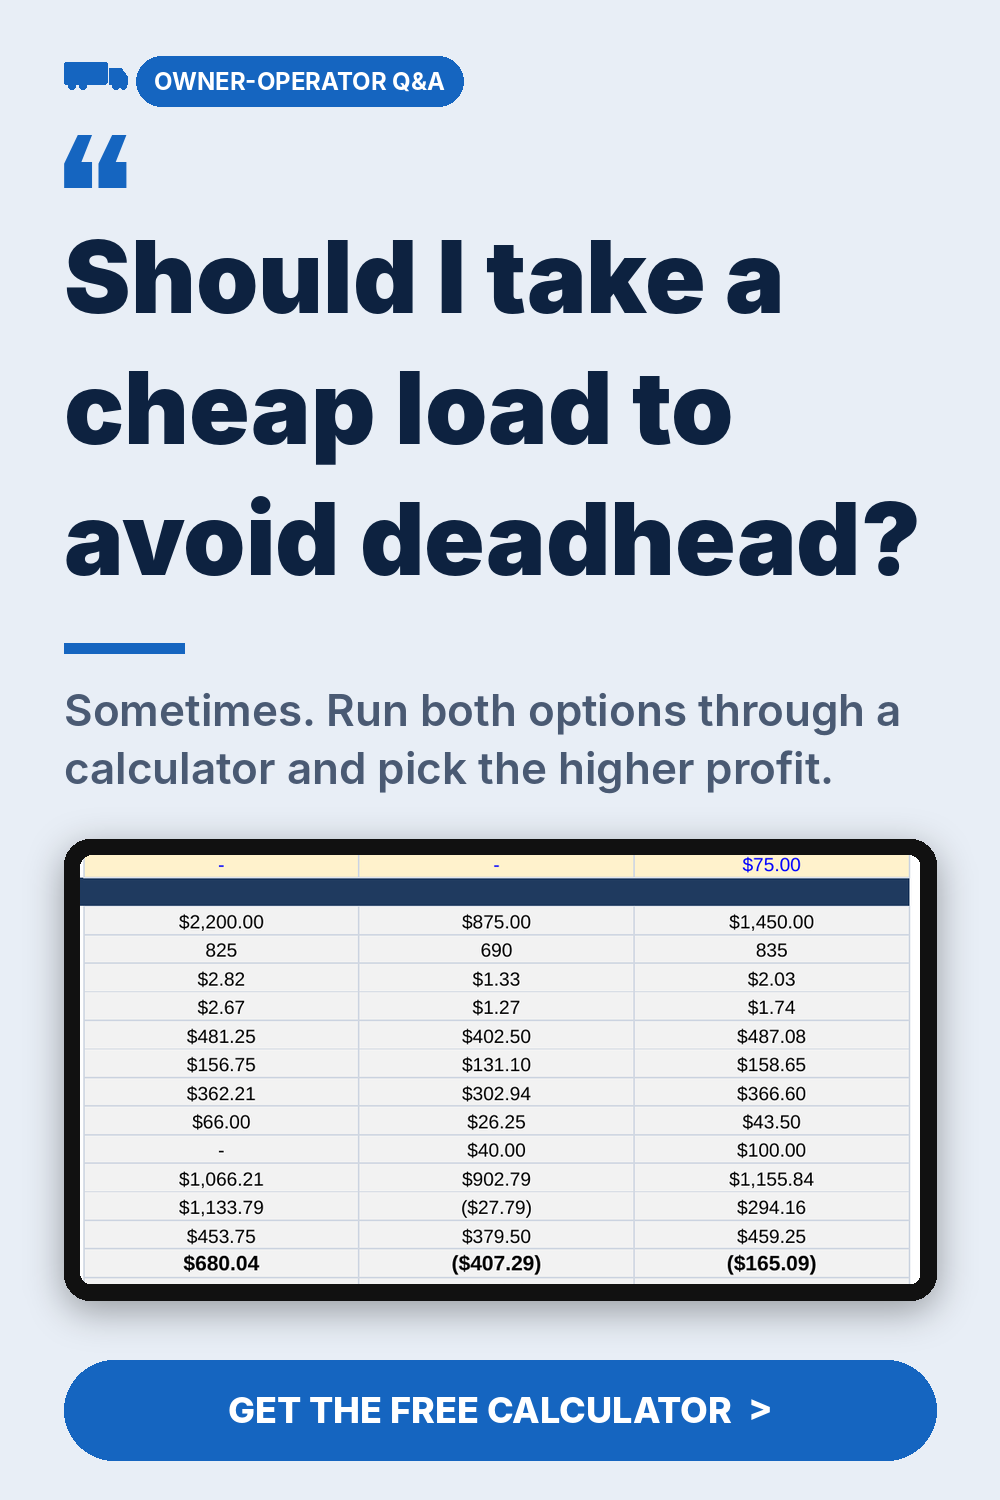 OWNER-OPERATOR Q&A
“
Should I take a
cheap load to
avoid deadhead?
Sometimes. Run both options through a
calculator and pick the higher profit.
- - $75.00
$2,200.00 $875.00 $1,450.00
825 690 835
$2.82 $1.33 $2.03
$2.67 $1.27 $1.74
$481.25 $402.50 $487.08
$156.75 $131.10 $158.65
$362.21 $302.94 $366.60
$66.00 $26.25 $43.50
- $40.00 $100.00
$1,066.21 $902.79 $1,155.84
$1,133.79 ($27.79) $294.16
$453.75 $379.50 $459.25
$680.04 ($407.29) ($165.09)
GET THE FREE CALCULATOR >